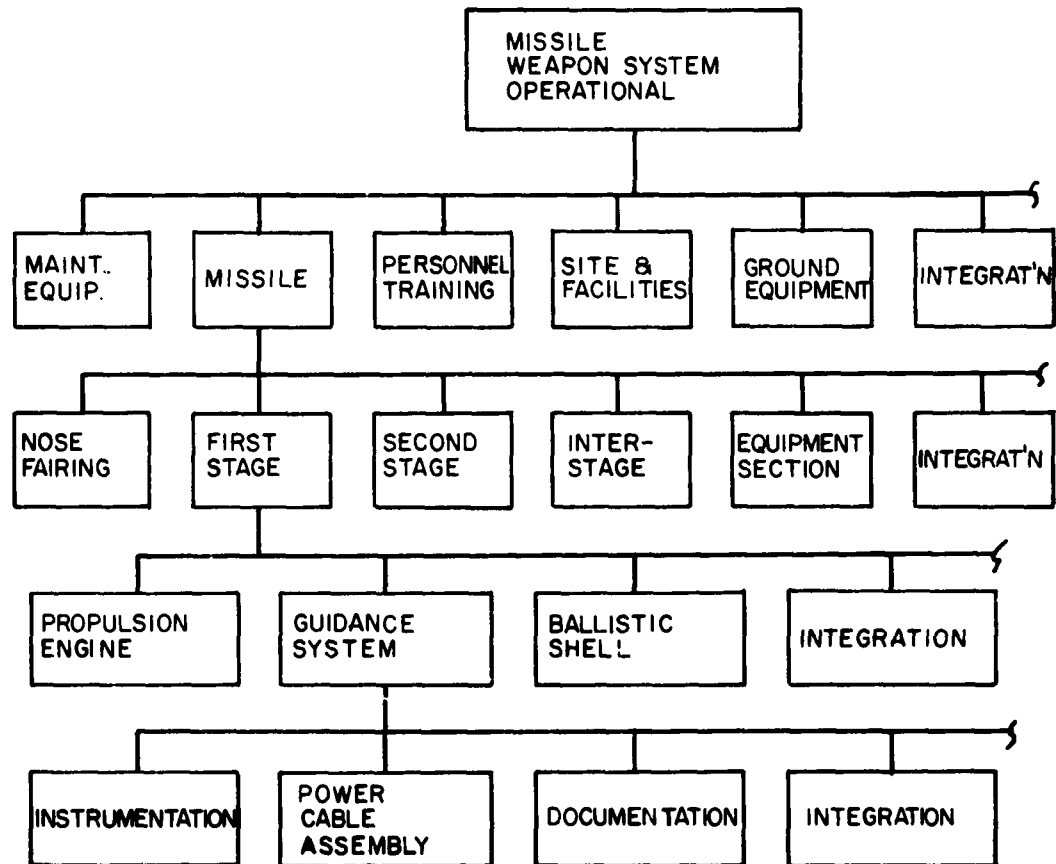 MISSILE
WEAPON SYSTEM
OPERATIONAL
MAINT..
EQUIP.
MISSILE
PERSONNEL
TRAINING
SITE &
FACILITIES
GROUND
EQUIPMENT
INTEGRAT'N
NOSE
FAIRING
FIRST
STAGE
SECOND
STAGE
INTER-
STAGE
EQUIPMENT
SECTION
INTEGRAT'N
PROPULSION
ENGINE
GUIDANCE
SYSTEM
BALLISTIC
SHELL
INTEGRATION
INSTRUMENTATION
POWER
CABLE
ASSEMBLY
DOCUMENTATION
INTEGRATION